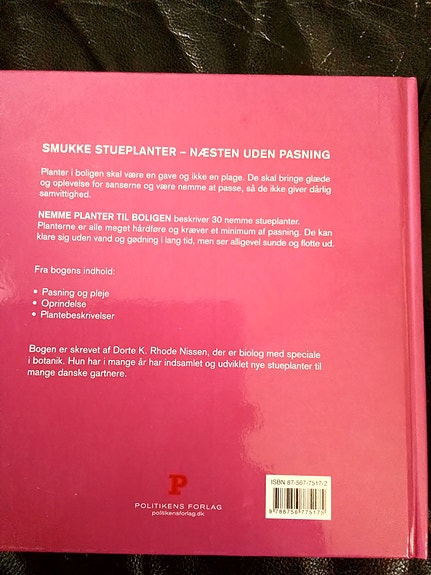 SMUKKE STUEPLANTER – NÆSTEN UDEN PASNING
Planter i boligen skal være en gave og ikke en plage. De skal bringe glæde
og oplevelse for sanserne og være nemme at passe, så de ikke giver dårlig
samvittighed.
NEMME PLANTER TIL BOLIGEN beskriver 30 nemme stueplanter.
Planterne er alle meget hårdføre og kræver et minimum af pasning. De kan
klare sig uden vand og gødning i lang tid, men ser alligevel sunde og flotte ud.
Fra bogens indhold:
• Pasning og pleje
• Oprindelse
• Plantebeskrivelser
Bogen er skrevet af Dorte K. Rhode Nissen, der er biolog med speciale
i botanik. Hun har i mange år har indsamlet og udviklet nye stueplanter til
mange danske gartnere.
P
POLITIKENS FORLAG
politikensforlag.dk
ISBN 87-567-7517-2
9 788756 775175